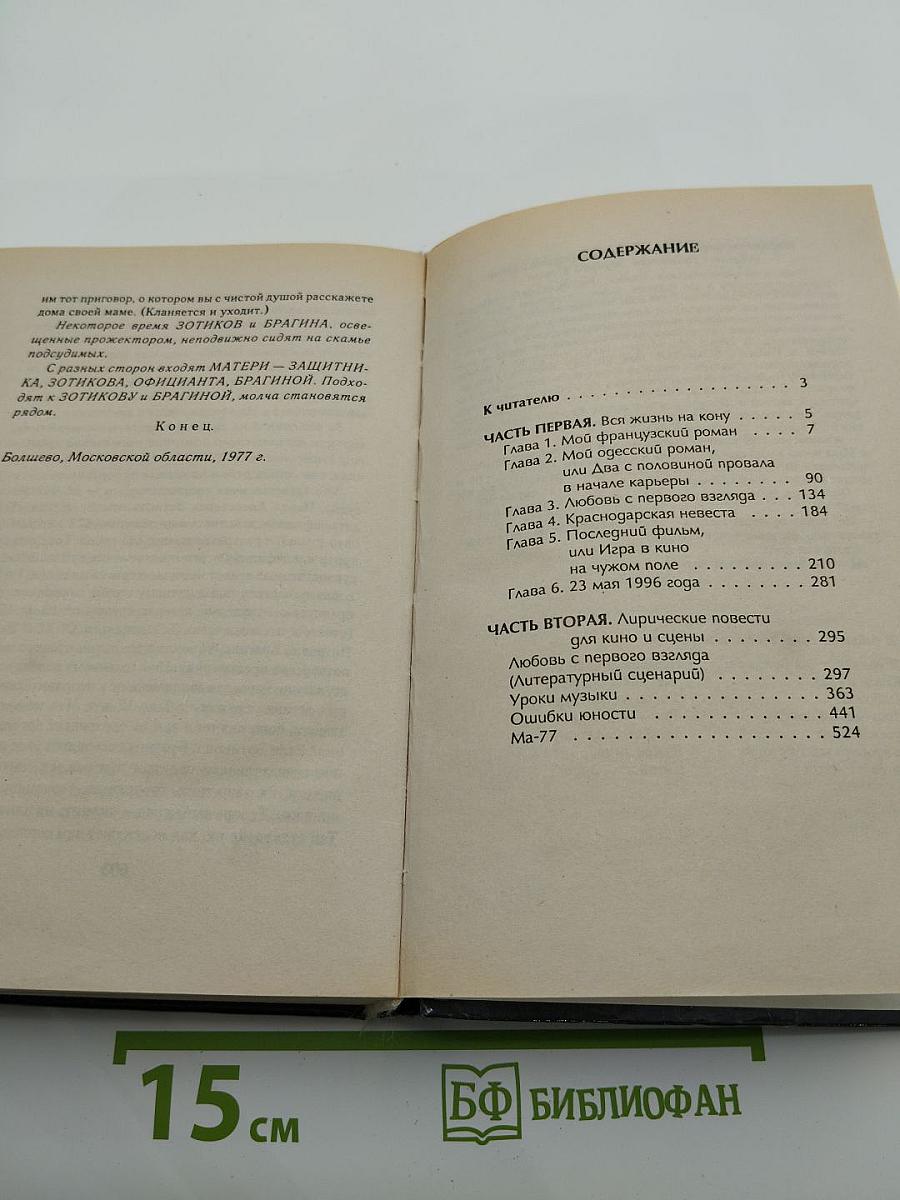 им тот приговор, о котором вы с чистой душой расскажете
дома своей маме. (Кланяется и уходит.)
Некоторое время ЗОТИКОВ и БРАГИНА, осве-
щенные прожектором, неподвижно сидят на скамье
подсудимых.
С разных сторон входят МАТЕРИ — ЗАЩИТНИ-
КА, ЗОТИКОВА, ОФИЦИАНТА, БРАГИНОЙ. Подхо-
дят к ЗОТИКОВУ и БРАГИНОЙ, молча становятся
рядом.
Конец.
Болшево, Московской области, 1977 г.
СОДЕРЖАНИЕ
К читателю . . . . . . . . . . . . . . . . . . 3
ЧАСТЬ ПЕРВАЯ. Вся жизнь на кону . . . . . 5
Глава 1. Мой французский роман . . . . 7
Глава 2. Мой одесский роман,
или Два с половиной провала
в начале карьеры . . . . . . . . 90
Глава 3. Любовь с первого взгляда . . . 134
Глава 4. Краснодарская невеста . . . . 184
Глава 5. Последний фильм,
или Игра в кино
на чужом поле . . . . . . . . . 210
Глава 6. 23 мая 1996 года . . . . . . . . 281
ЧАСТЬ ВТОРАЯ. Лирические повести
для кино и сцены . . . . . . . . 295
Любовь с первого взгляда
(Литературный сценарий) . . . . . . . . 297
Уроки музыки . . . . . . . . . . . . . . . . 363
Ошибки юности . . . . . . . . . . . . . . 441
Ма-77 . . . . . . . . . . . . . . . . . . . . 524
15 см
БФ БИБЛИОФАН